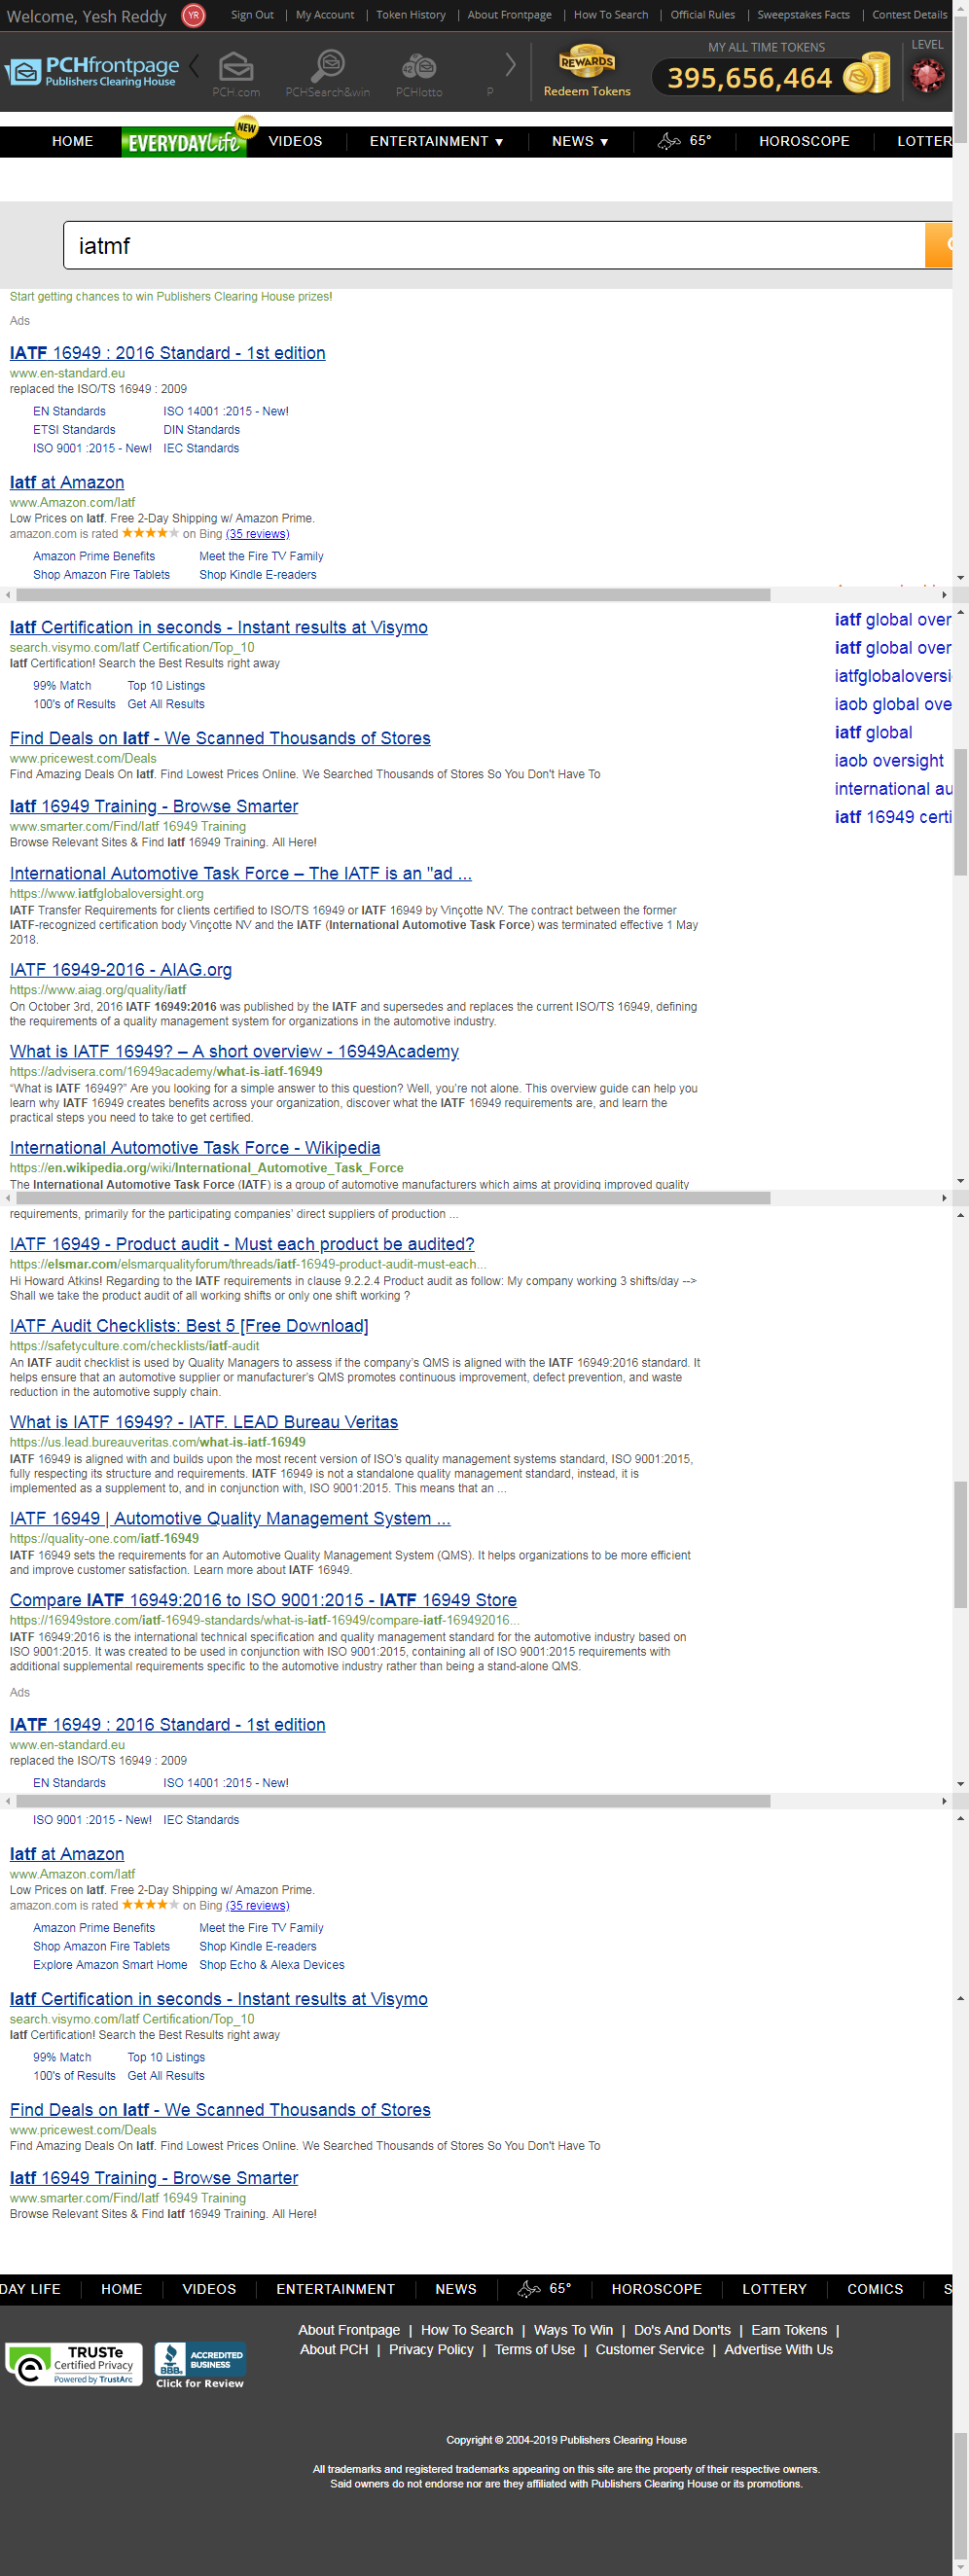 Welcome, Yesh Reddy YR Sign Out | My Account | Token History | About Frontpage | How To Search | Official Rules | Sweepstakes Facts | Contest Details
PCHfrontpage
Publishers Clearing House
PCH.com PCHSearch&win PCHlotto P
REWARDS
Redeem Tokens
MY ALL TIME TOKENS
395,656,464
LEVEL
HOME EVERYDAY Life NEW VIDEOS ENTERTAINMENT ▼ NEWS ▼ 65° HOROSCOPE LOTTER
iatmf
Start getting chances to win Publishers Clearing House prizes!
Ads
IATF 16949 : 2016 Standard - 1st edition
www.en-standard.eu
replaced the ISO/TS 16949 : 2009
EN Standards ISO 14001 :2015 - New!
ETSI Standards DIN Standards
ISO 9001 :2015 - New! IEC Standards
Iatf at Amazon
www.Amazon.com/Iatf
Low Prices on Iatf. Free 2-Day Shipping w/ Amazon Prime.
amazon.com is rated ★★★★★ on Bing (35 reviews)
Amazon Prime Benefits Meet the Fire TV Family
Shop Amazon Fire Tablets Shop Kindle E-readers
Iatf Certification in seconds - Instant results at Visymo
search.visymo.com/Iatf Certification/Top_10
Iatf Certification! Search the Best Results right away
99% Match Top 10 Listings
100's of Results Get All Results
Find Deals on Iatf - We Scanned Thousands of Stores
www.pricewest.com/Deals
Find Amazing Deals On Iatf. Find Lowest Prices Online. We Searched Thousands of Stores So You Don't Have To
Iatf 16949 Training - Browse Smarter
www.smarter.com/Find/Iatf 16949 Training
Browse Relevant Sites & Find Iatf 16949 Training. All Here!
iatf global over
iatf global over
iatfglobaloversi
iaob global ove
iatf global
iaob oversight
international au
iatf 16949 certi
International Automotive Task Force – The IATF is an "ad ...
https://www.iatfglobaloversight.org
IATF Transfer Requirements for clients certified to ISO/TS 16949 or IATF 16949 by Vinçotte NV. The contract between the former
IATF-recognized certification body Vinçotte NV and the IATF (International Automotive Task Force) was terminated effective 1 May
2018.
IATF 16949-2016 - AIAG.org
https://www.aiag.org/quality/iatf
On October 3rd, 2016 IATF 16949:2016 was published by the IATF and supersedes and replaces the current ISO/TS 16949, defining
the requirements of a quality management system for organizations in the automotive industry.
What is IATF 16949? – A short overview - 16949Academy
https://advisera.com/16949academy/what-is-iatf-16949
“What is IATF 16949?” Are you looking for a simple answer to this question? Well, you’re not alone. This overview guide can help you
learn why IATF 16949 creates benefits across your organization, discover what the IATF 16949 requirements are, and learn the
practical steps you need to take to get certified.
International Automotive Task Force - Wikipedia
https://en.wikipedia.org/wiki/International_Automotive_Task_Force
The International Automotive Task Force (IATF) is a group of automotive manufacturers which aims at providing improved quality
requirements, primarily for the participating companies’ direct suppliers of production ...
IATF 16949 - Product audit - Must each product be audited?
https://elsmar.com/elsmarqualityforum/threads/iatf-16949-product-audit-must-each...
Hi Howard Atkins! Regarding to the IATF requirements in clause 9.2.2.4 Product audit as follow: My company working 3 shifts/day -->
Shall we take the product audit of all working shifts or only one shift working ?
IATF Audit Checklists: Best 5 [Free Download]
https://safetyculture.com/checklists/iatf-audit
An IATF audit checklist is used by Quality Managers to assess if the company’s QMS is aligned with the IATF 16949:2016 standard. It
helps ensure that an automotive supplier or manufacturer’s QMS promotes continuous improvement, defect prevention, and waste
reduction in the automotive supply chain.
What is IATF 16949? - IATF. LEAD Bureau Veritas
https://us.lead.bureauveritas.com/what-is-iatf-16949
IATF 16949 is aligned with and builds upon the most recent version of ISO’s quality management systems standard, ISO 9001:2015,
fully respecting its structure and requirements. IATF 16949 is not a standalone quality management standard, instead, it is
implemented as a supplement to, and in conjunction with, ISO 9001:2015. This means that an ...
IATF 16949 | Automotive Quality Management System ...
https://quality-one.com/iatf-16949
IATF 16949 sets the requirements for an Automotive Quality Management System (QMS). It helps organizations to be more efficient
and improve customer satisfaction. Learn more about IATF 16949.
Compare IATF 16949:2016 to ISO 9001:2015 - IATF 16949 Store
https://16949store.com/iatf-16949-standards/what-is-iatf-16949/compare-iatf-169492016...
IATF 16949:2016 is the international technical specification and quality management standard for the automotive industry based on
ISO 9001:2015. It was created to be used in conjunction with ISO 9001:2015, containing all of ISO 9001:2015 requirements with
additional supplemental requirements specific to the automotive industry rather than being a stand-alone QMS.
Ads
IATF 16949 : 2016 Standard - 1st edition
www.en-standard.eu
replaced the ISO/TS 16949 : 2009
EN Standards ISO 14001 :2015 - New!
ISO 9001 :2015 - New! IEC Standards
Iatf at Amazon
www.Amazon.com/Iatf
Low Prices on Iatf. Free 2-Day Shipping w/ Amazon Prime.
amazon.com is rated ★★★★★ on Bing (35 reviews)
Amazon Prime Benefits Meet the Fire TV Family
Shop Amazon Fire Tablets Shop Kindle E-readers
Explore Amazon Smart Home Shop Echo & Alexa Devices
Iatf Certification in seconds - Instant results at Visymo
search.visymo.com/Iatf Certification/Top_10
Iatf Certification! Search the Best Results right away
99% Match Top 10 Listings
100's of Results Get All Results
Find Deals on Iatf - We Scanned Thousands of Stores
www.pricewest.com/Deals
Find Amazing Deals On Iatf. Find Lowest Prices Online. We Searched Thousands of Stores So You Don't Have To
Iatf 16949 Training - Browse Smarter
www.smarter.com/Find/Iatf 16949 Training
Browse Relevant Sites & Find Iatf 16949 Training. All Here!
DAY LIFE HOME VIDEOS ENTERTAINMENT NEWS 65° HOROSCOPE LOTTERY COMICS S
About Frontpage | How To Search | Ways To Win | Do's And Don'ts | Earn Tokens |
About PCH | Privacy Policy | Terms of Use | Customer Service | Advertise With Us
TRUSTe
Certified Privacy
Powered by TrustArc
BBB.
ACCREDITED
BUSINESS
Click for Review
Copyright © 2004-2019 Publishers Clearing House
All trademarks and registered trademarks appearing on this site are the property of their respective owners.
Said owners do not endorse nor are they affiliated with Publishers Clearing House or its promotions.